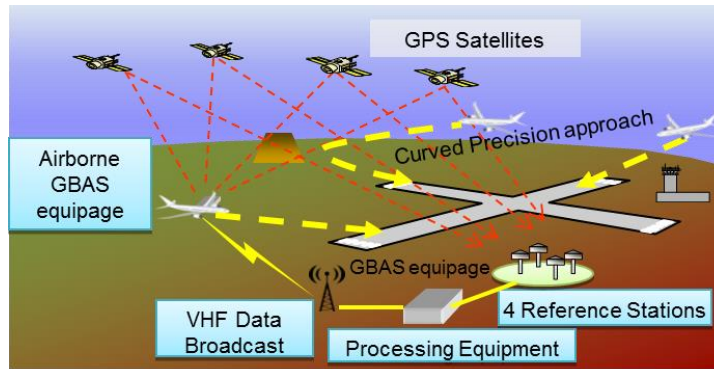 GPS Satellites
Curved Precision approach
Airborne
GBAS
equipage
GBAS equipage
4 Reference Stations
VHF Data
Broadcast
Processing Equipment